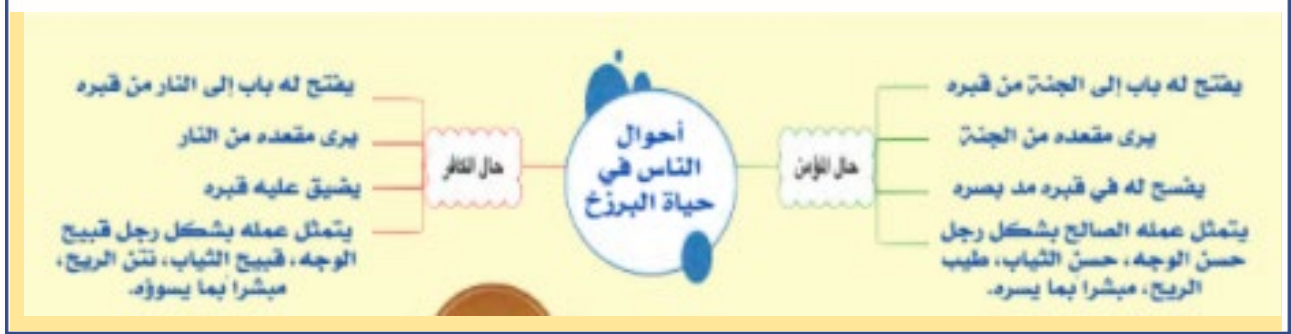 أحوال
الناس في
حياة البرزخ
حال المؤمن
يفتح له باب إلى الجنة من قبره
يرى مقعده من الجنة
يفسح له في قبره مد بصره
يتمثل عمله الصالح بشكل رجل
حسن الوجه، حسن الثياب، طيب
الريح، مبشراً بما يسره.
حال الكافر
يفتح له باب إلى النار من قبره
يرى مقعده من النار
يضيق عليه قبره
يتمثل عمله بشكل رجل قبيح
الوجه، قبيح الثياب، نتن الريح،
مبشراً بما يسوؤه.